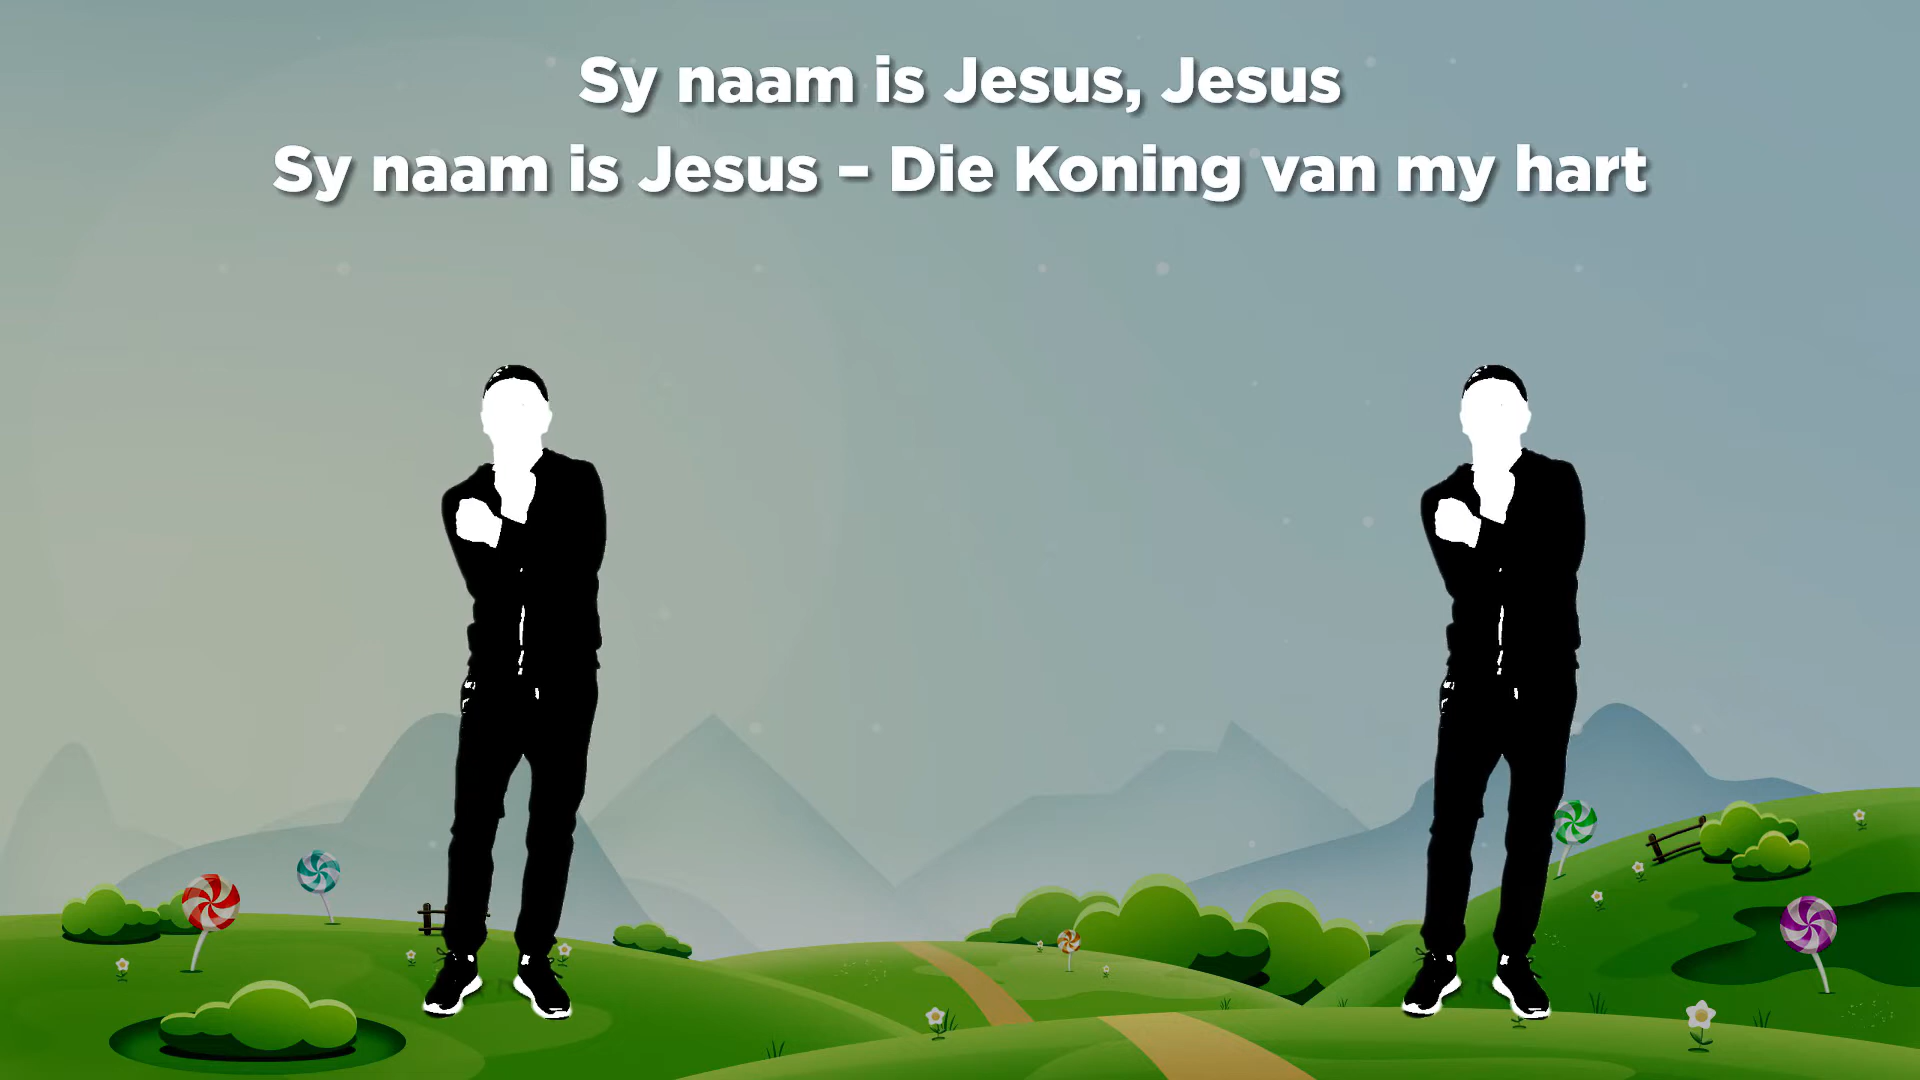 Sy naam is Jesus, Jesus
Sy naam is Jesus – Die Koning van my hart